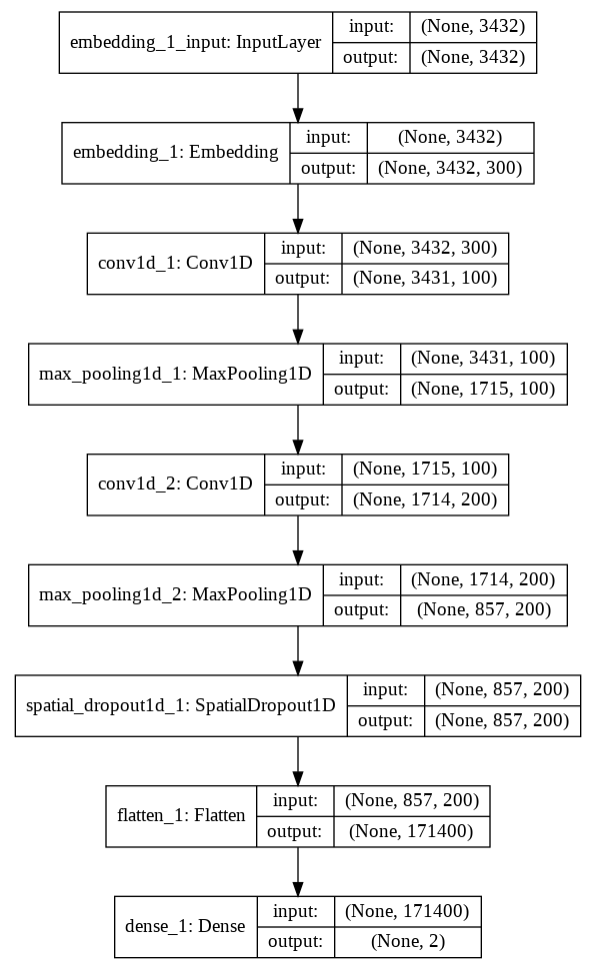 embedding_1_input: InputLayer
input: (None, 3432)
output: (None, 3432)
embedding_1: Embedding
input: (None, 3432)
output: (None, 3432, 300)
conv1d_1: Conv1D
input: (None, 3432, 300)
output: (None, 3431, 100)
max_pooling1d_1: MaxPooling1D
input: (None, 3431, 100)
output: (None, 1715, 100)
conv1d_2: Conv1D
input: (None, 1715, 100)
output: (None, 1714, 200)
max_pooling1d_2: MaxPooling1D
input: (None, 1714, 200)
output: (None, 857, 200)
spatial_dropout1d_1: SpatialDropout1D
input: (None, 857, 200)
output: (None, 857, 200)
flatten_1: Flatten
input: (None, 857, 200)
output: (None, 171400)
dense_1: Dense
input: (None, 171400)
output: (None, 2)